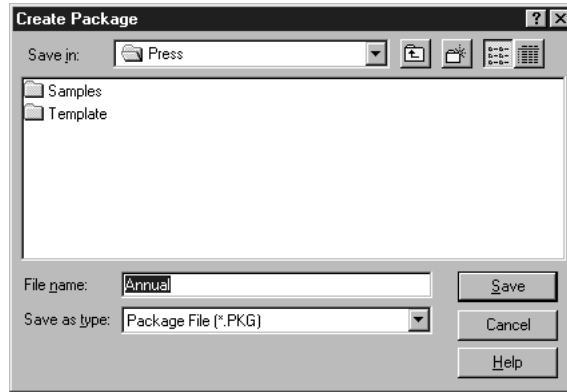 Create Package
Save in: Press
Samples
Template
File name: Annual
Save
Save as type: Package File (*.PKG)
Cancel
Help